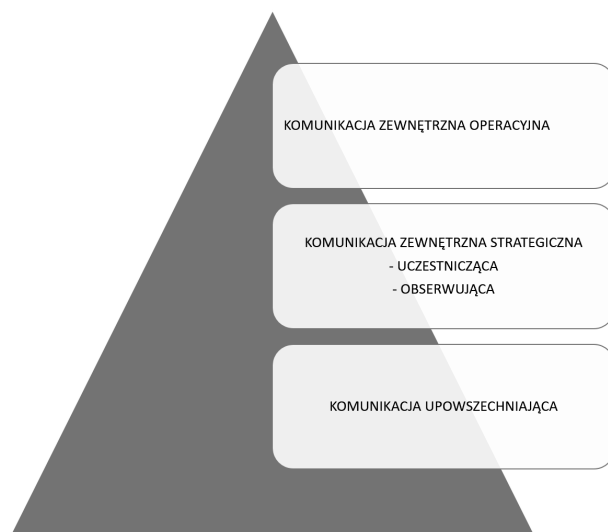 KOMUNIKACJA ZEWNĘTRZNA OPERACYJNA
KOMUNIKACJA ZEWNĘTRZNA STRATEGICZNA
- UCZESTNICZĄCA
- OBSERWUJĄCA
KOMUNIKACJA UPOWSZECHNIAJĄCA